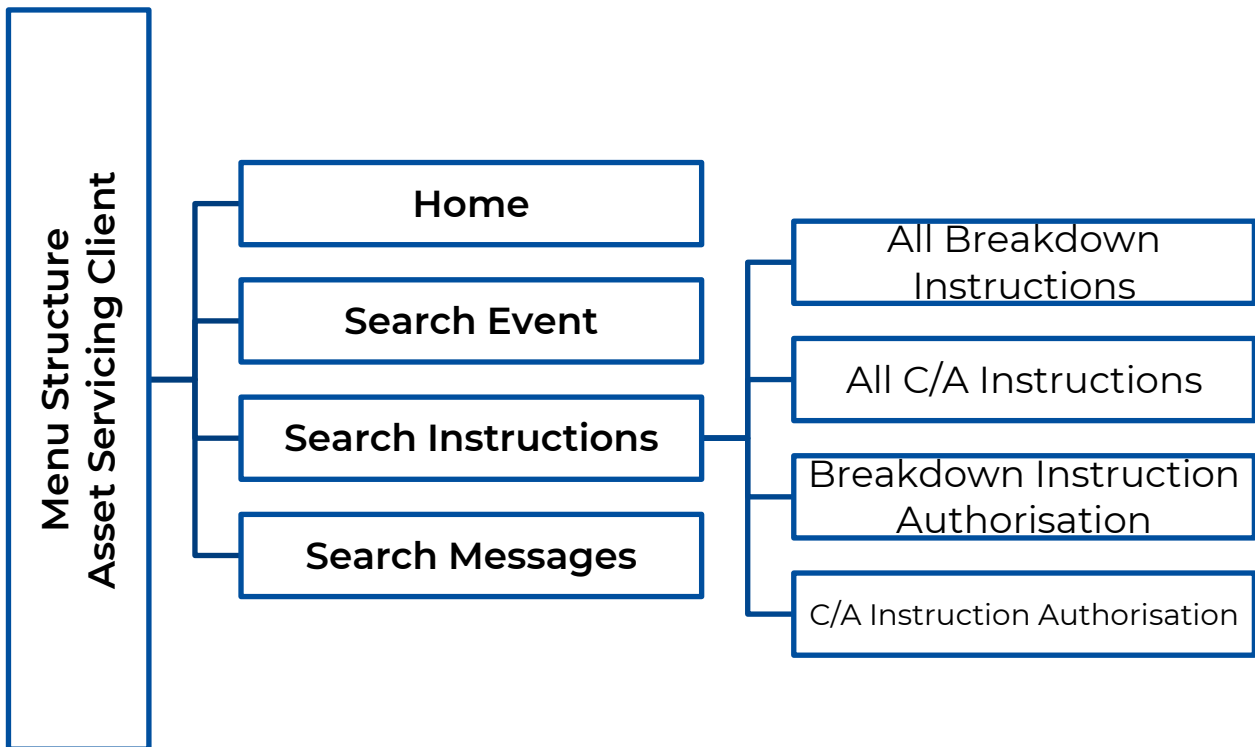 Menu Structure
Asset Servicing Client
Home
Search Event
Search Instructions
Search Messages
All Breakdown
Instructions
All C/A Instructions
Breakdown Instruction
Authorisation
C/A Instruction Authorisation